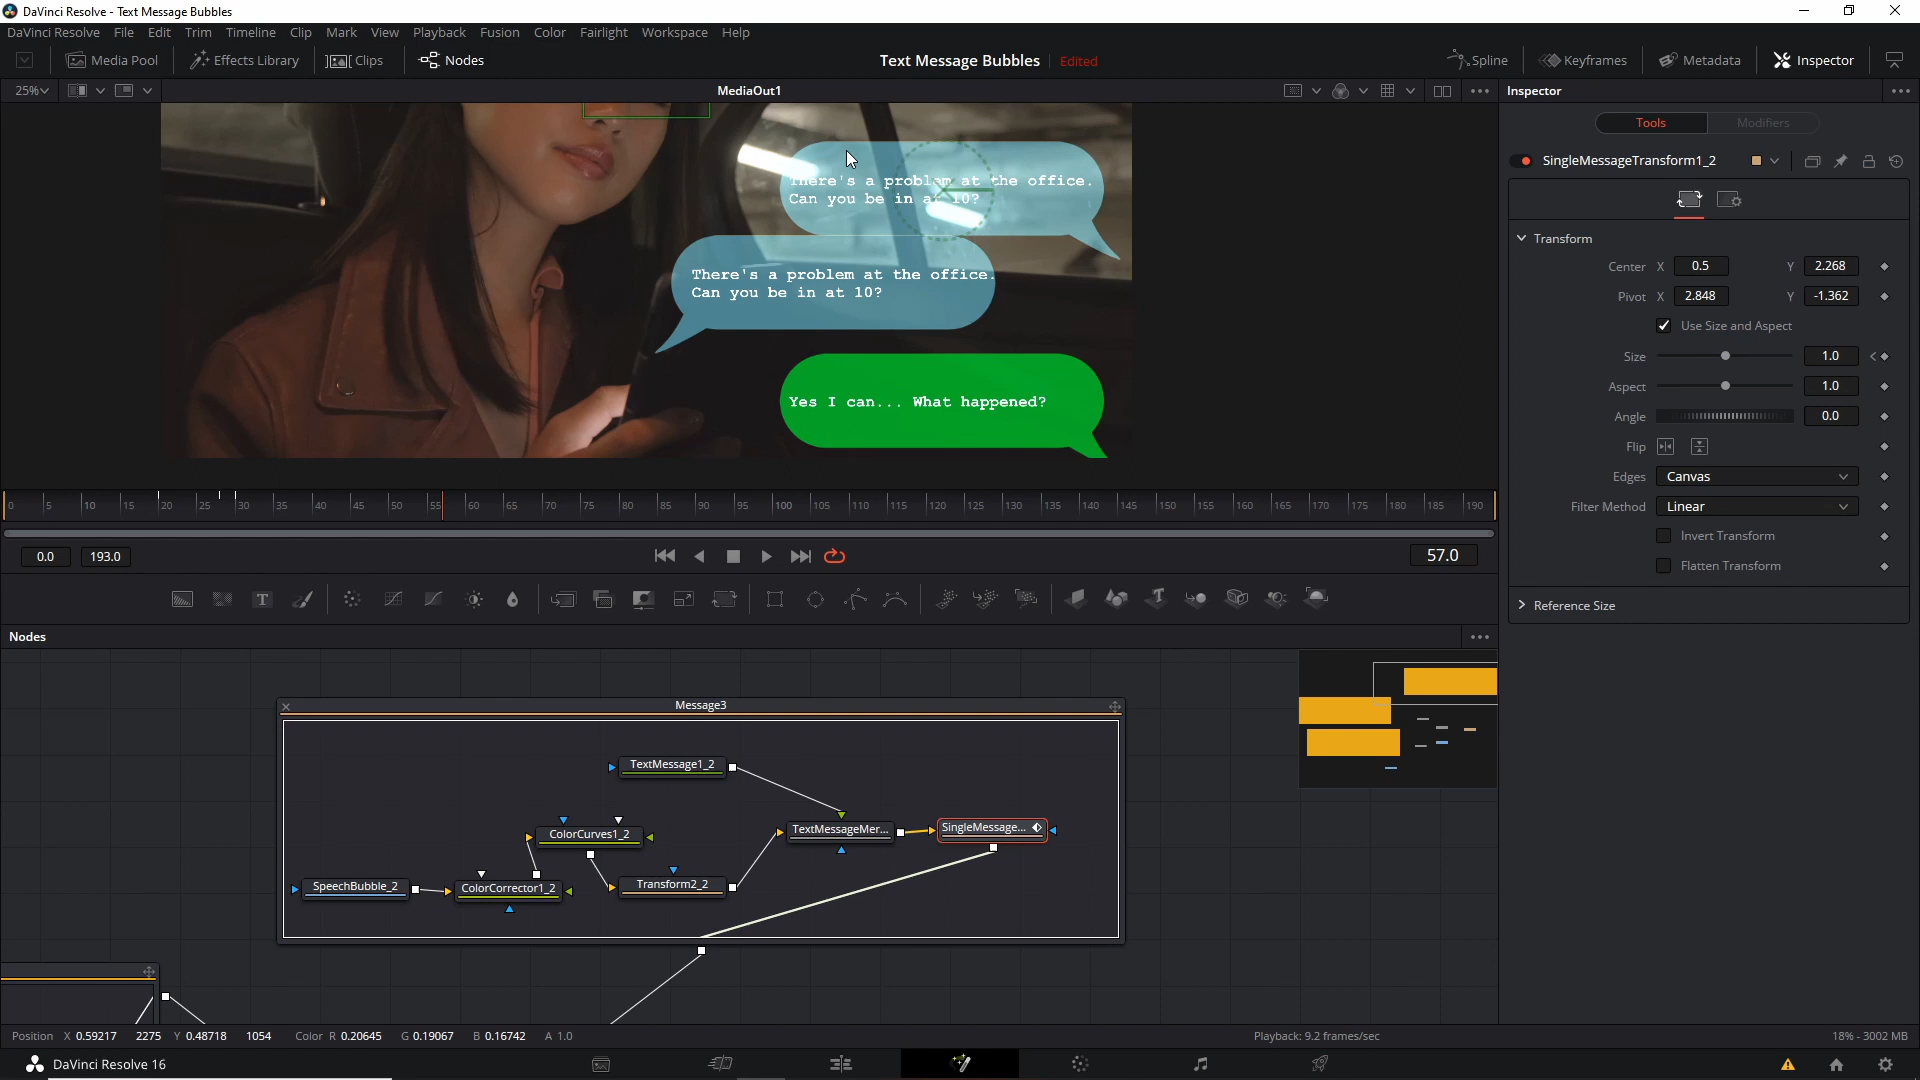 DaVinci Resolve - Text Message Bubbles
DaVinci Resolve File Edit Trim Timeline Clip Mark View Playback Fusion Color Fairlight Workspace Help
Media Pool Effects Library Clips Nodes Text Message Bubbles Edited Spline Keyframes Metadata Inspector
25% MediaOut1 Inspector
Tools Modifiers
SingleMessageTransform1_2
There's a problem at the office.
Can you be in at 10?
There's a problem at the office.
Can you be in at 10?
Yes I can... What happened?
Transform
Center X 0.5 Y 2.268
Pivot X 2.848 Y -1.362
Use Size and Aspect
Size 1.0
Aspect 1.0
Angle 0.0
Flip
Edges Canvas
Filter Method Linear
Invert Transform
Flatten Transform
Reference Size
0 5 10 15 20 25 30 35 40 45 50 55 60 65 70 75 80 85 90 95 100 105 110 115 120 125 130 135 140 145 150 155 160 165 170 175 180 185 190
0.0 193.0 57.0
Nodes
Message3
TextMessage1_2
ColorCurves1_2
TextMessageMer...
SingleMessage...
SpeechBubble_2
ColorCorrector1_2
Transform2_2
Position X 0.59217 2275 Y 0.48718 1054 Color R 0.20645 G 0.19067 B 0.16742 A 1.0 Playback: 9.2 frames/sec 18% - 3002 MB
DaVinci Resolve 16